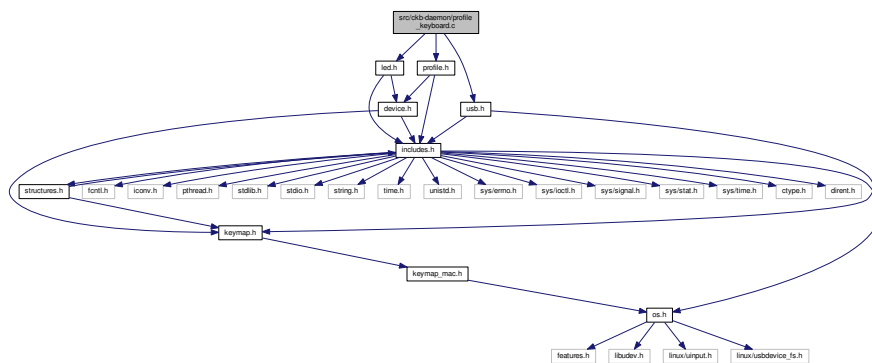 src/ckb-daemon/profile
_keyboard.c
led.h
profile.h
device.h
usb.h
includes.h
structures.h
fcntl.h
iconv.h
pthread.h
stdlib.h
stdio.h
string.h
time.h
unistd.h
sys/errno.h
sys/ioctl.h
sys/signal.h
sys/stat.h
sys/time.h
ctype.h
dirent.h
keymap.h
keymap_mac.h
os.h
features.h
libudev.h
linux/uinput.h
linux/usbdevice_fs.h